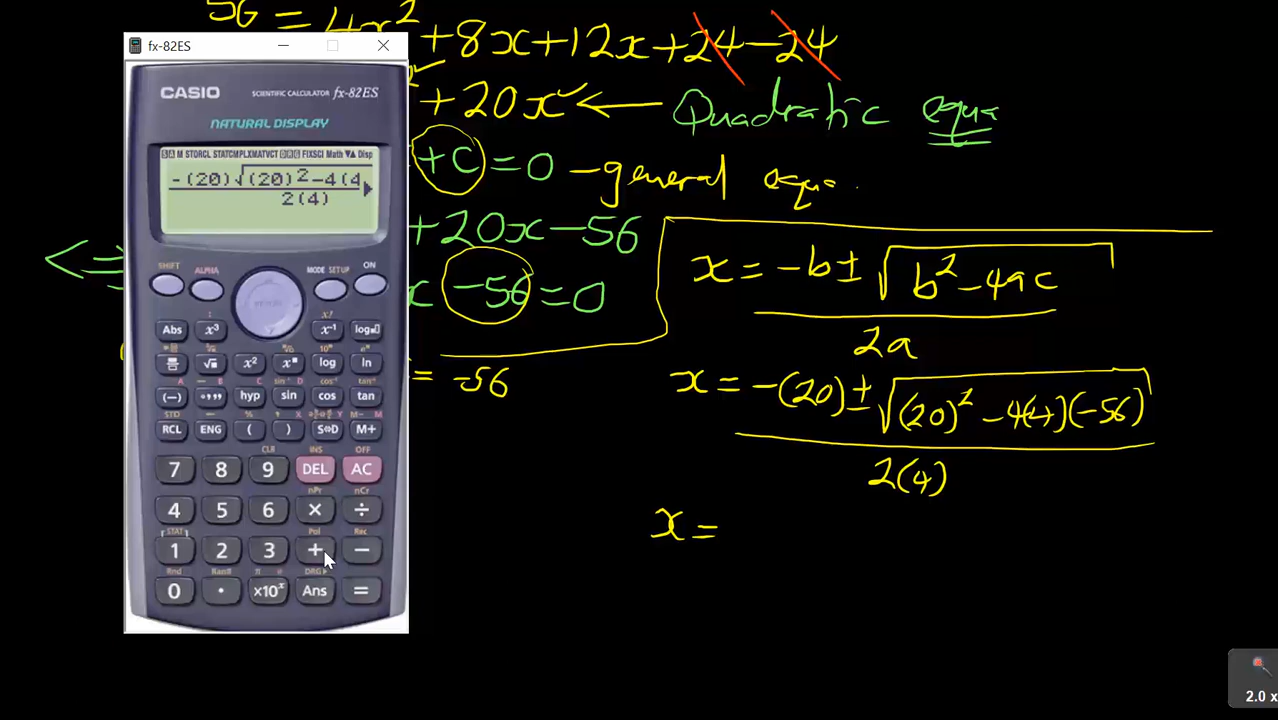 56 = 4x² + 8x + 12x + 24 - 24
+ 20x ← Quadratic equa
+ C = 0 - general equa.
+ 20x - 56
x - 56 = 0
= -56
x = -b ± √b² - 4ac
2a
x = -(20) ± √(20)² - 4(4)(-56)
2(4)
x =
fx-82ES
CASIO SCIENTIFIC CALCULATOR fx-82ES
NATURAL DISPLAY
-(20)√(20)²-4(4
2(4)
SHIFT ALPHA MODE SETUP ON
Abs x³ x⁻¹ log
√ x² log ln
(−) hyp sin cos tan
RCL ENG ( ) S⇔D M+
7 8 9 DEL AC
4 5 6 × ÷
1 2 3 + −
0 . ×10ˣ Ans =
2.0 x